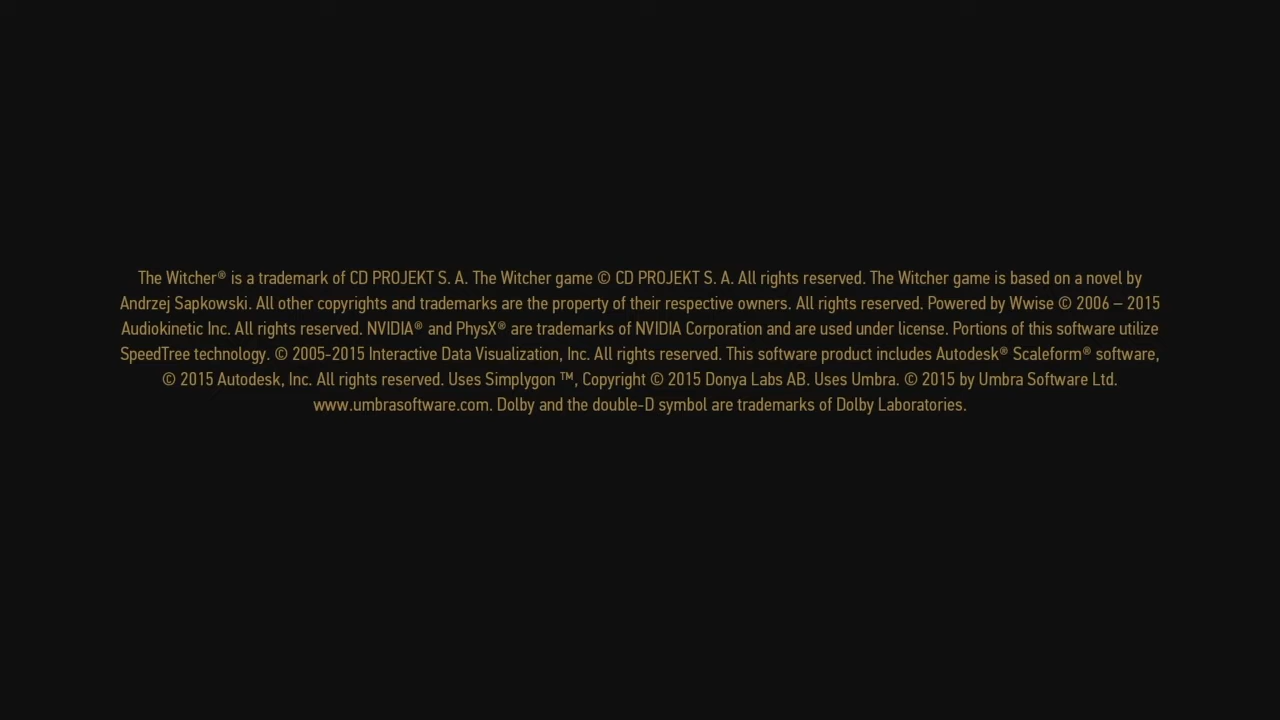 The Witcher® is a trademark of CD PROJEKT S. A. The Witcher game © CD PROJEKT S. A. All rights reserved. The Witcher game is based on a novel by
Andrzej Sapkowski. All other copyrights and trademarks are the property of their respective owners. All rights reserved. Powered by Wwise © 2006 – 2015
Audiokinetic Inc. All rights reserved. NVIDIA® and PhysX® are trademarks of NVIDIA Corporation and are used under license. Portions of this software utilize
SpeedTree technology. © 2005-2015 Interactive Data Visualization, Inc. All rights reserved. This software product includes Autodesk® Scaleform® software,
© 2015 Autodesk, Inc. All rights reserved. Uses Simplygon ™, Copyright © 2015 Donya Labs AB. Uses Umbra. © 2015 by Umbra Software Ltd.
www.umbrasoftware.com. Dolby and the double-D symbol are trademarks of Dolby Laboratories.